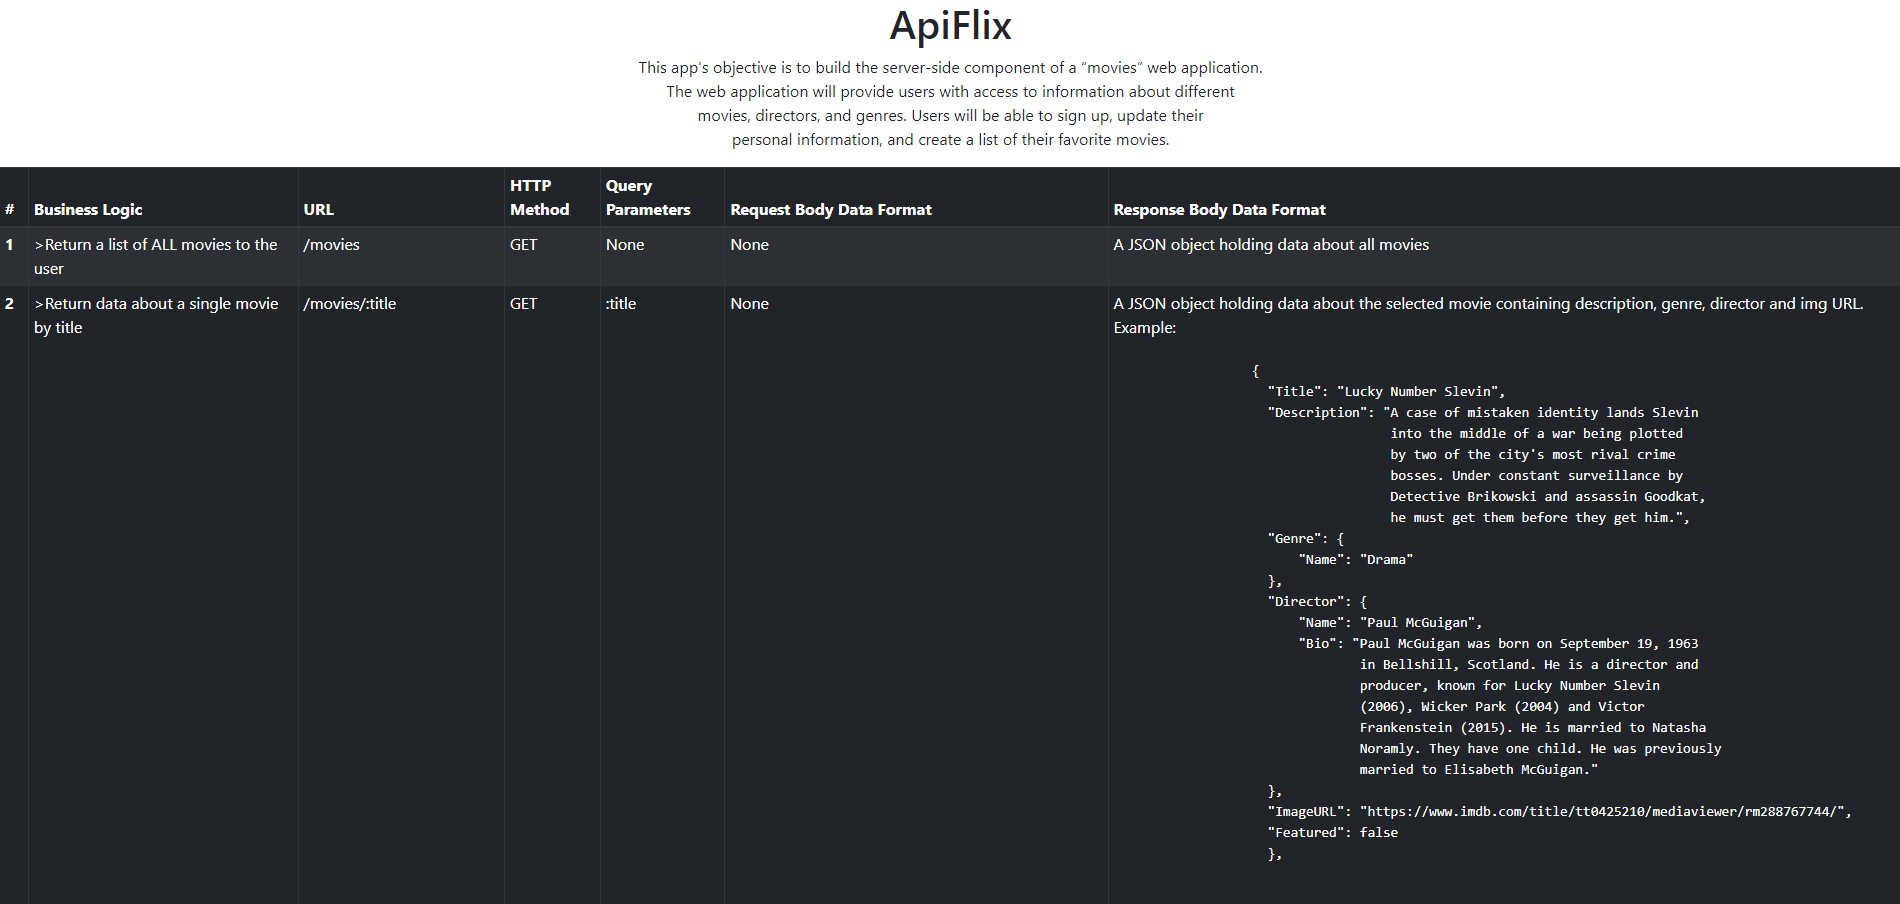 ApiFlix
This app's objective is to build the server-side component of a “movies” web application.
The web application will provide users with access to information about different
movies, directors, and genres. Users will be able to sign up, update their
personal information, and create a list of their favorite movies.
# Business Logic URL HTTP Method Query Parameters Request Body Data Format Response Body Data Format
1 >Return a list of ALL movies to the user /movies GET None None A JSON object holding data about all movies
2 >Return data about a single movie by title /movies/:title GET :title None A JSON object holding data about the selected movie containing description, genre, director and img URL.
Example:
{
"Title": "Lucky Number Slevin",
"Description": "A case of mistaken identity lands Slevin
into the middle of a war being plotted
by two of the city's most rival crime
bosses. Under constant surveillance by
Detective Brikowski and assassin Goodkat,
he must get them before they get him.",
"Genre": {
"Name": "Drama"
},
"Director": {
"Name": "Paul McGuigan",
"Bio": "Paul McGuigan was born on September 19, 1963
in Bellshill, Scotland. He is a director and
producer, known for Lucky Number Slevin
(2006), Wicker Park (2004) and Victor
Frankenstein (2015). He is married to Natasha
Noramly. They have one child. He was previously
married to Elisabeth McGuigan."
},
"ImageURL": "https://www.imdb.com/title/tt0425210/mediaviewer/rm288767744/",
"Featured": false
},